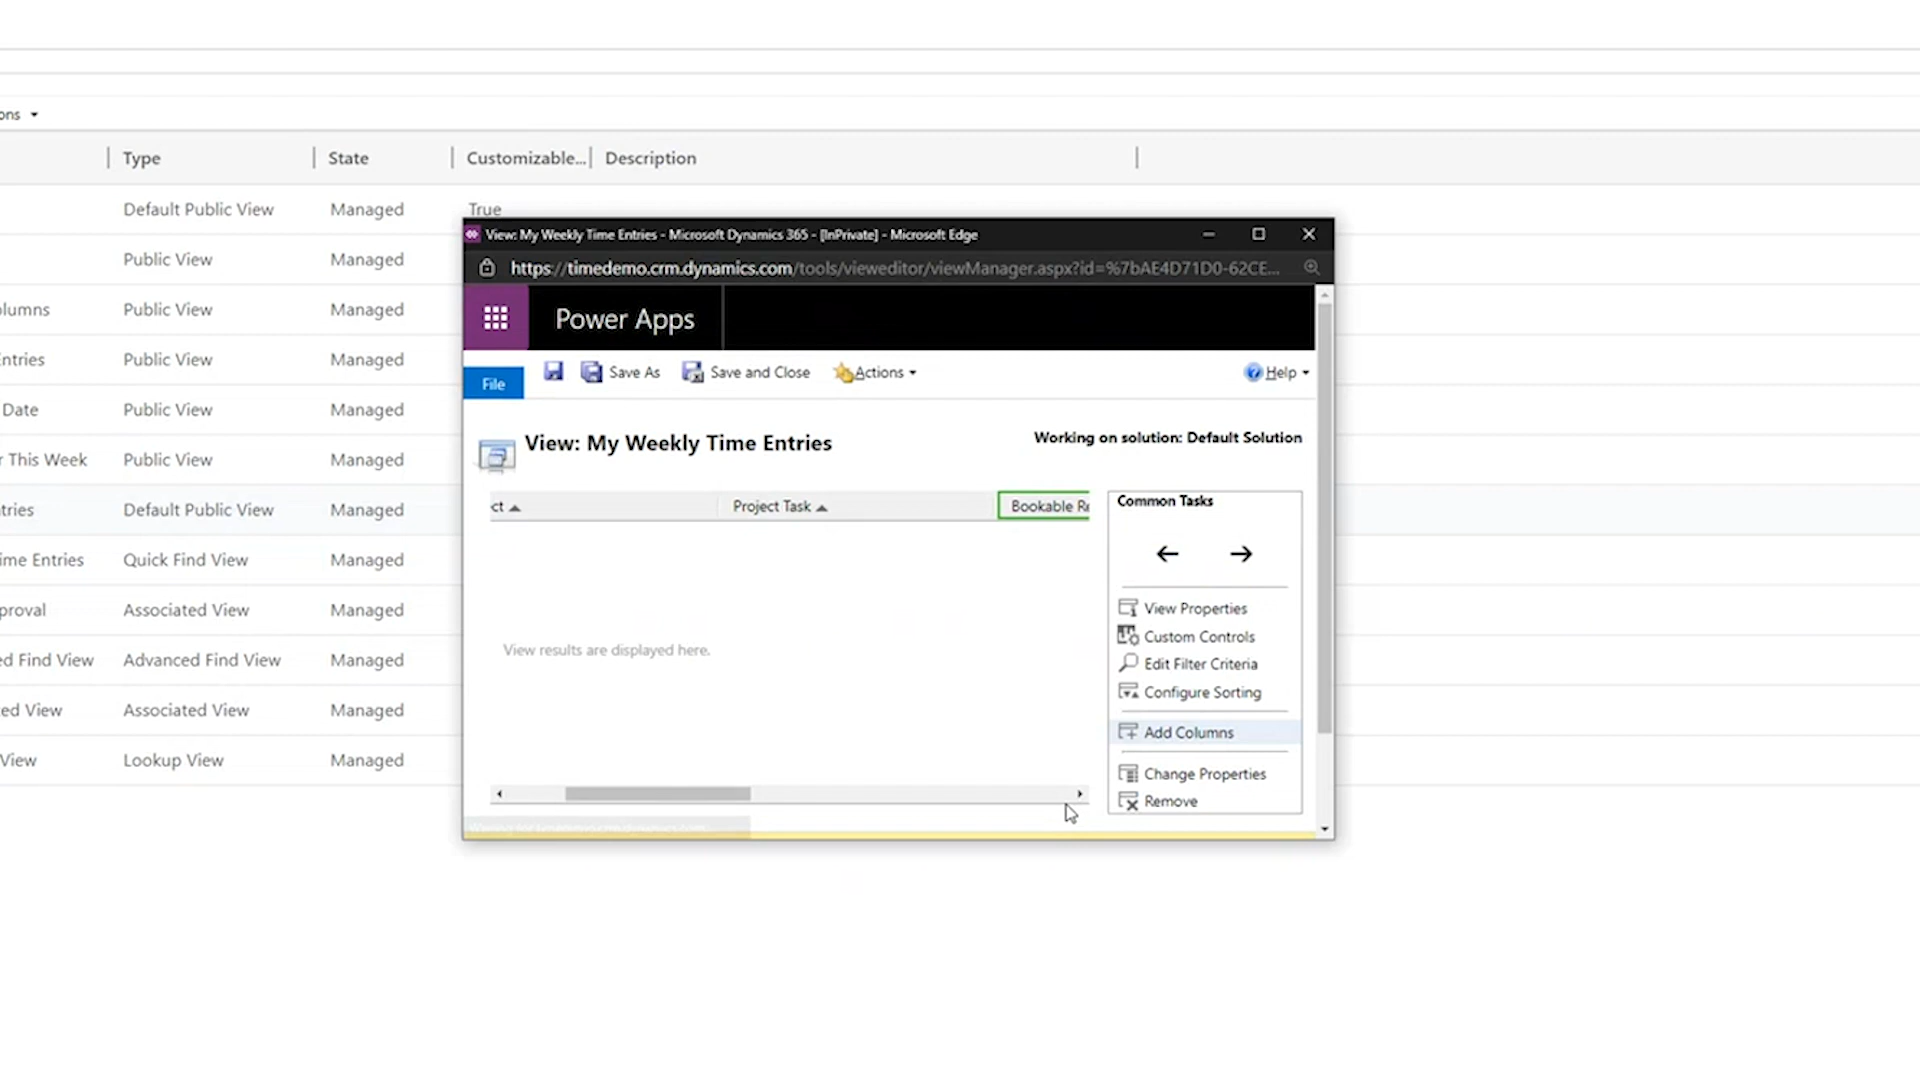 ons
Type State Customizable... Description
Default Public View Managed True
Public View Managed
olumns Public View Managed
Entries Public View Managed
Date Public View Managed
r This Week Public View Managed
tries Default Public View Managed
ime Entries Quick Find View Managed
proval Associated View Managed
ed Find View Advanced Find View Managed
ted View Associated View Managed
View Lookup View Managed
View: My Weekly Time Entries - Microsoft Dynamics 365 - [InPrivate] - Microsoft Edge
https://timedemo.crm.dynamics.com/tools/vieweditor/viewManager.aspx?id=%7bAE4D71D0-62CE...
Power Apps
File Save As Save and Close Actions Help
View: My Weekly Time Entries
Working on solution: Default Solution
ct Project Task Bookable Re
View results are displayed here.
Common Tasks
View Properties
Custom Controls
Edit Filter Criteria
Configure Sorting
Add Columns
Change Properties
Remove